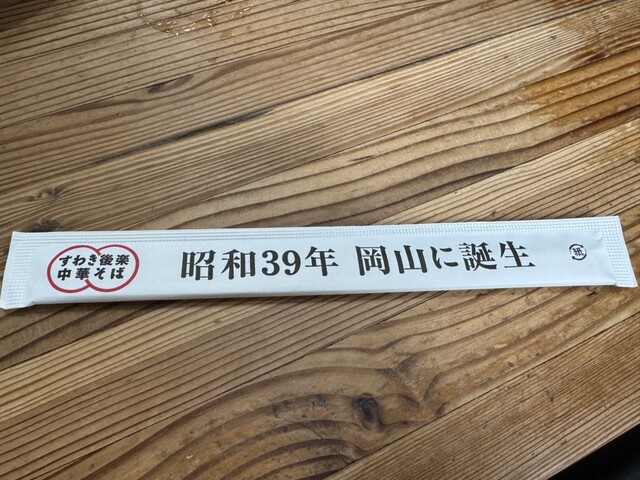 すわき後楽
中華そば
昭和39年 岡山に誕生
紙